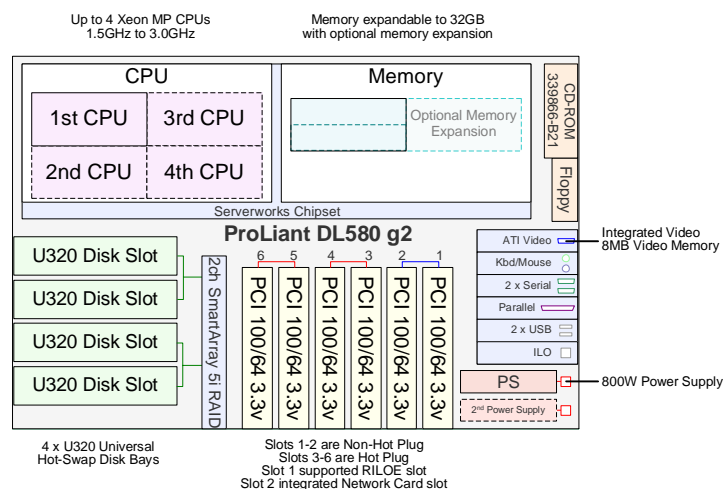 Up to 4 Xeon MP CPUs
1.5GHz to 3.0GHz
Memory expandable to 32GB
with optional memory expansion
CPU
Memory
1st CPU
3rd CPU
2nd CPU
4th CPU
Optional Memory
Expansion
CD-ROM
339866-B21
Floppy
Serverworks Chipset
ProLiant DL580 g2
U320 Disk Slot
U320 Disk Slot
U320 Disk Slot
U320 Disk Slot
2ch SmartArray 5i RAID
6
5
4
3
2
1
PCI 100/64 3.3v
PCI 100/64 3.3v
PCI 100/64 3.3v
PCI 100/64 3.3v
PCI 100/64 3.3v
PCI 100/64 3.3v
ATI Video
Kbd/Mouse
2 x Serial
Parallel
2 x USB
ILO
Integrated Video
8MB Video Memory
PS
800W Power Supply
2nd Power Supply
4 x U320 Universal
Hot-Swap Disk Bays
Slots 1-2 are Non-Hot Plug
Slots 3-6 are Hot Plug
Slot 1 supported RILOE slot
Slot 2 integrated Network Card slot